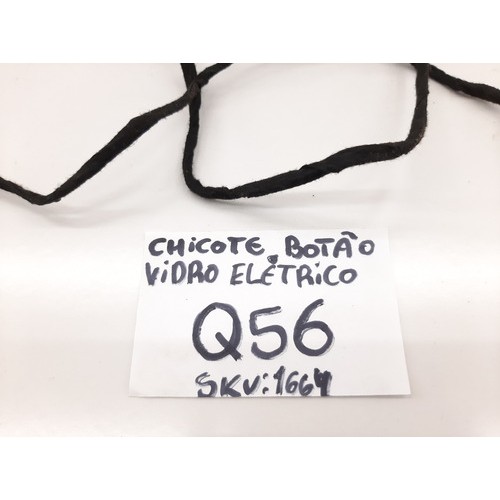 CHICOTE BOTÃO
VIDRO ELÉTRICO
Q56
SKU:1664